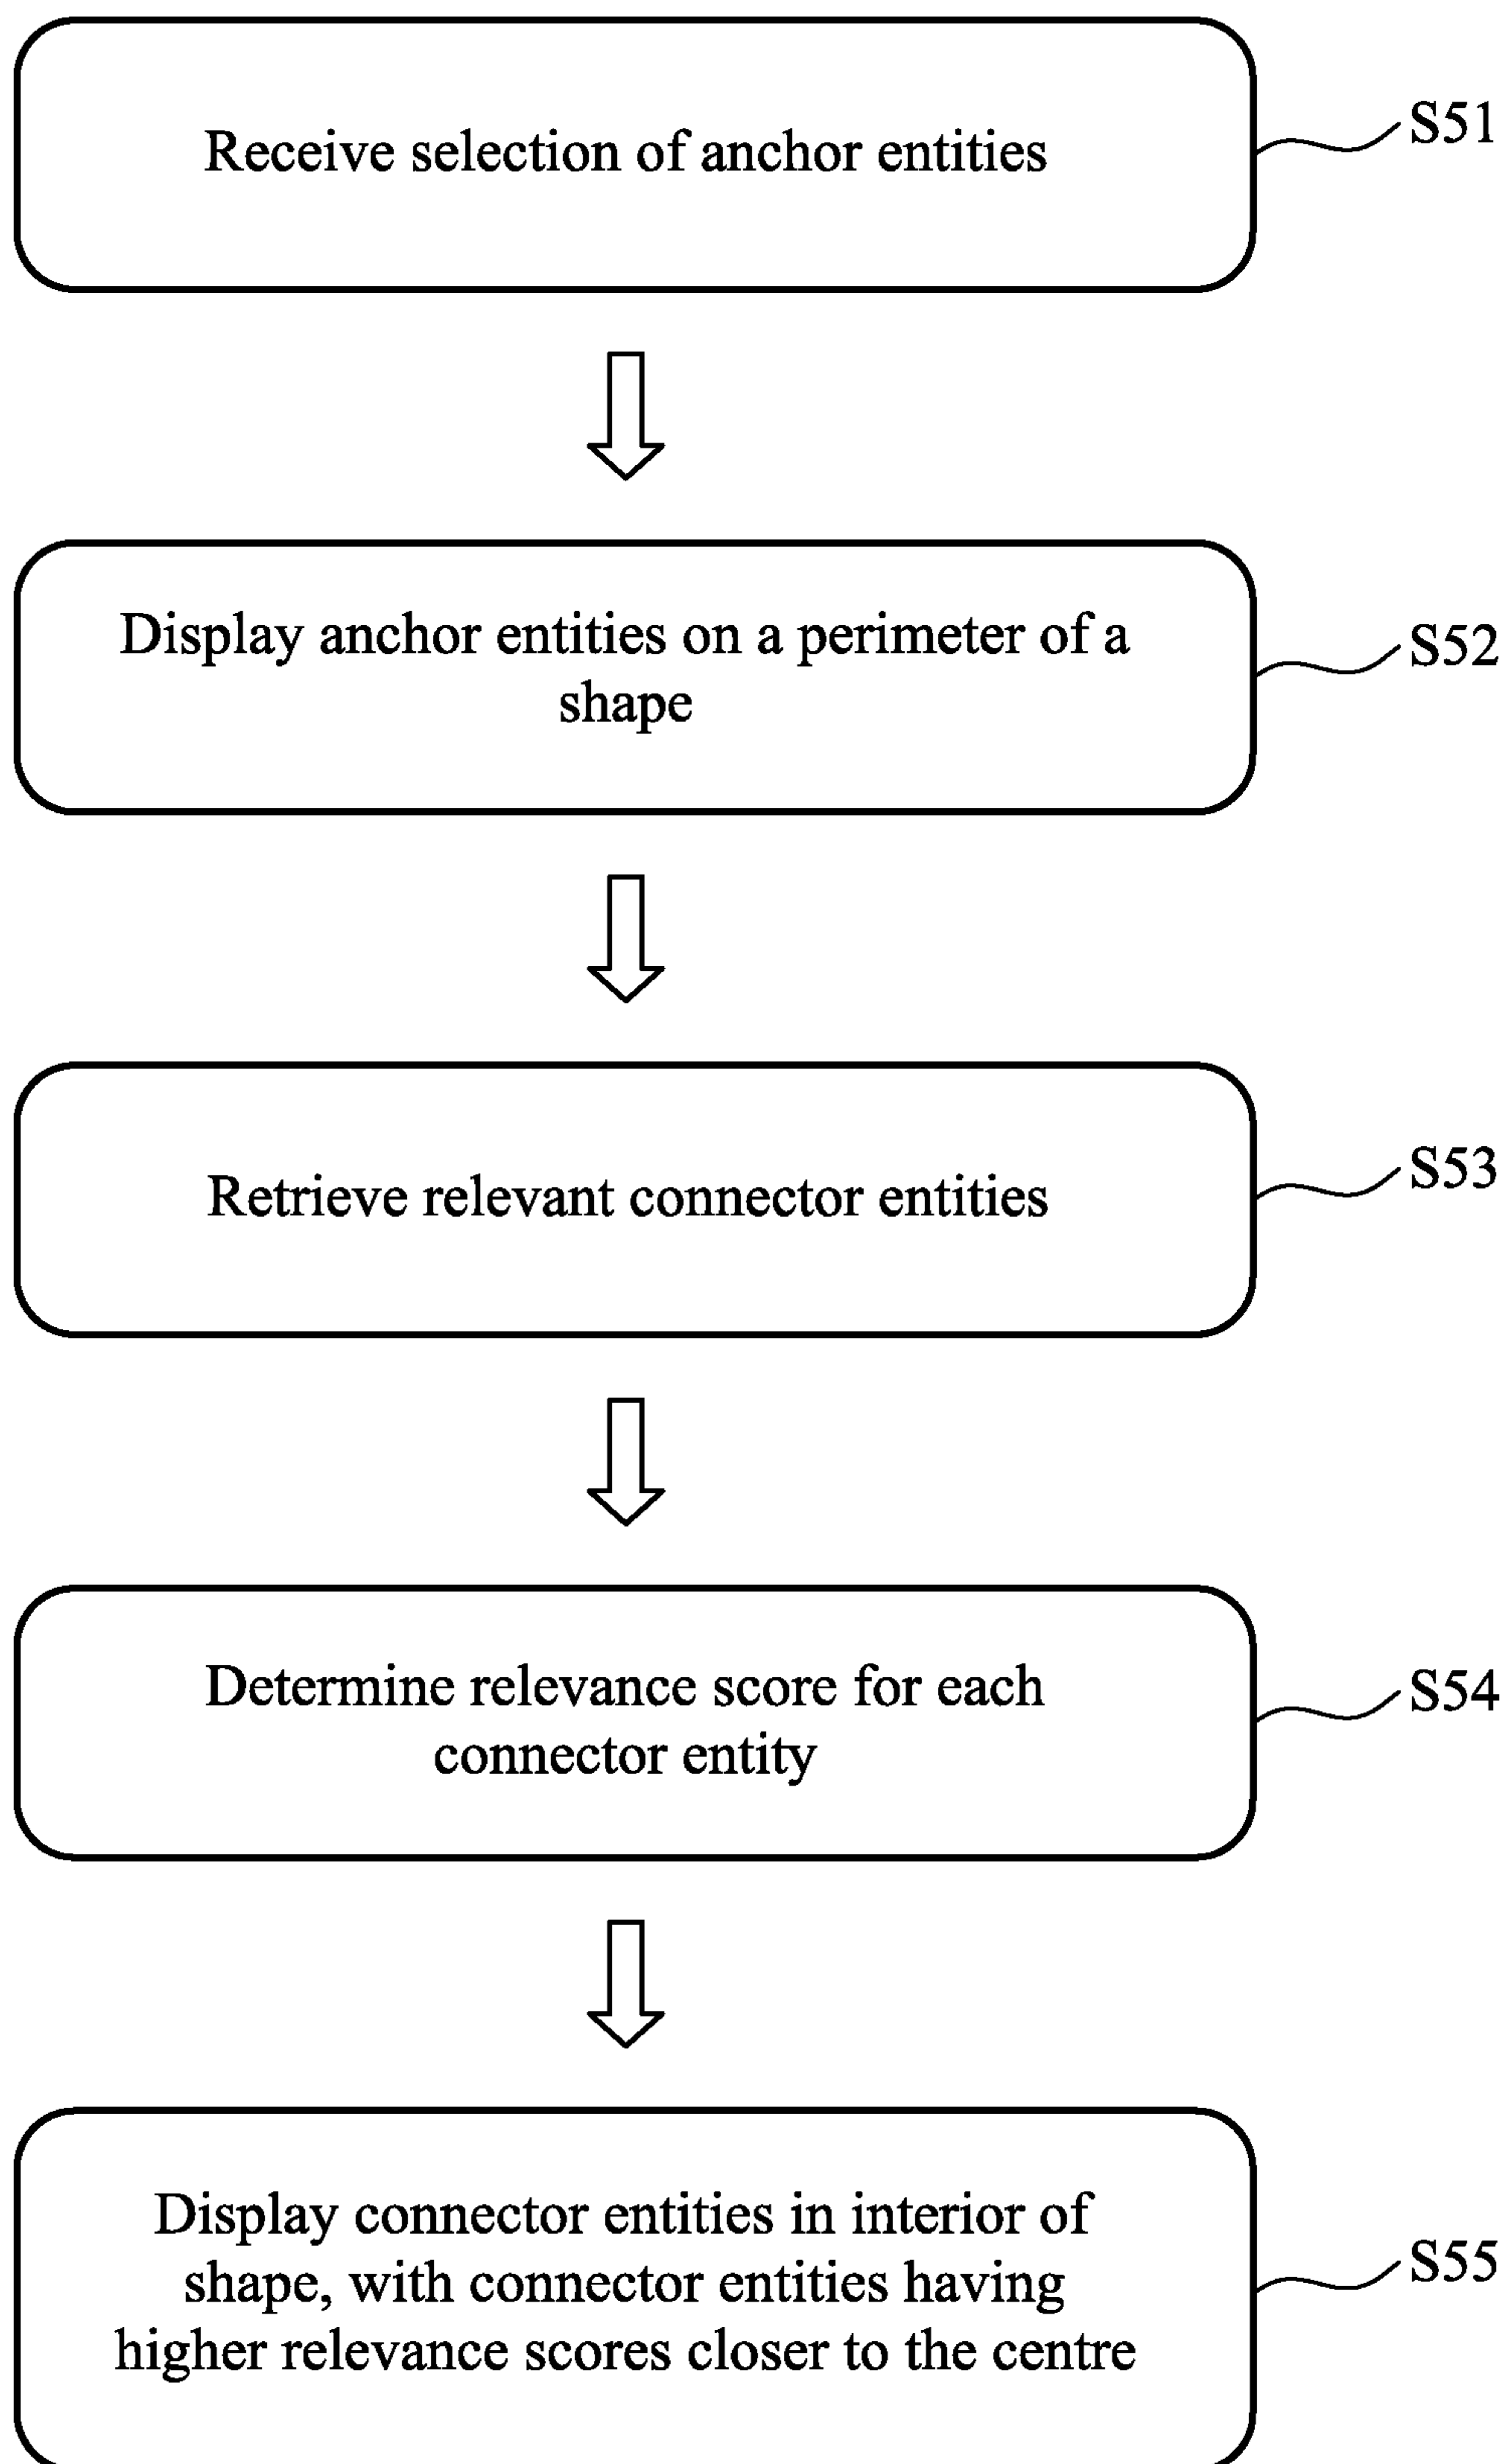 Receive selection of anchor entities
S51
Display anchor entities on a perimeter of a
shape
S52
Retrieve relevant connector entities
S53
Determine relevance score for each
connector entity
S54
Display connector entities in interior of
shape, with connector entities having
higher relevance scores closer to the centre
S55